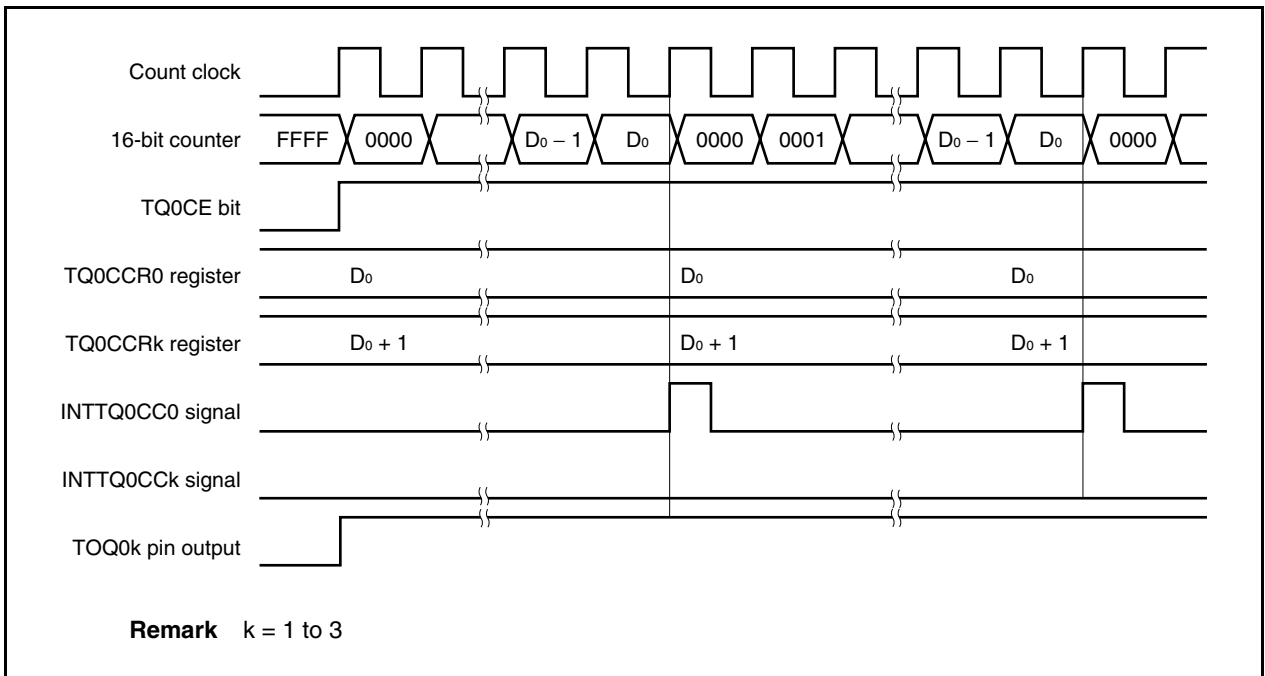 Count clock
16-bit counter FFFF 0000 D₀ − 1 D₀ 0000 0001 D₀ − 1 D₀ 0000
TQ0CE bit
TQ0CCR0 register D₀ D₀ D₀
TQ0CCRk register D₀ + 1 D₀ + 1 D₀ + 1
INTTQ0CC0 signal
INTTQ0CCk signal
TOQ0k pin output
Remark k = 1 to 3